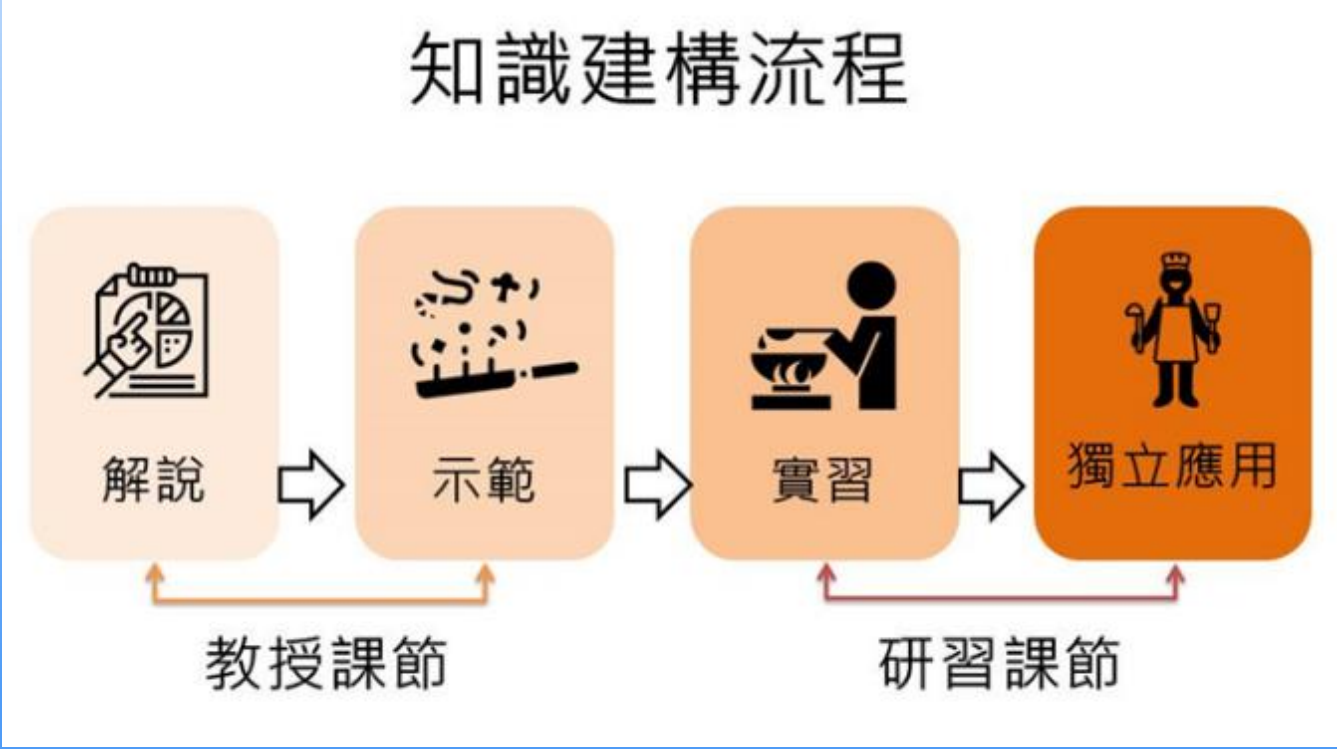 知識建構流程
解說
示範
實習
獨立應用
教授課節
研習課節